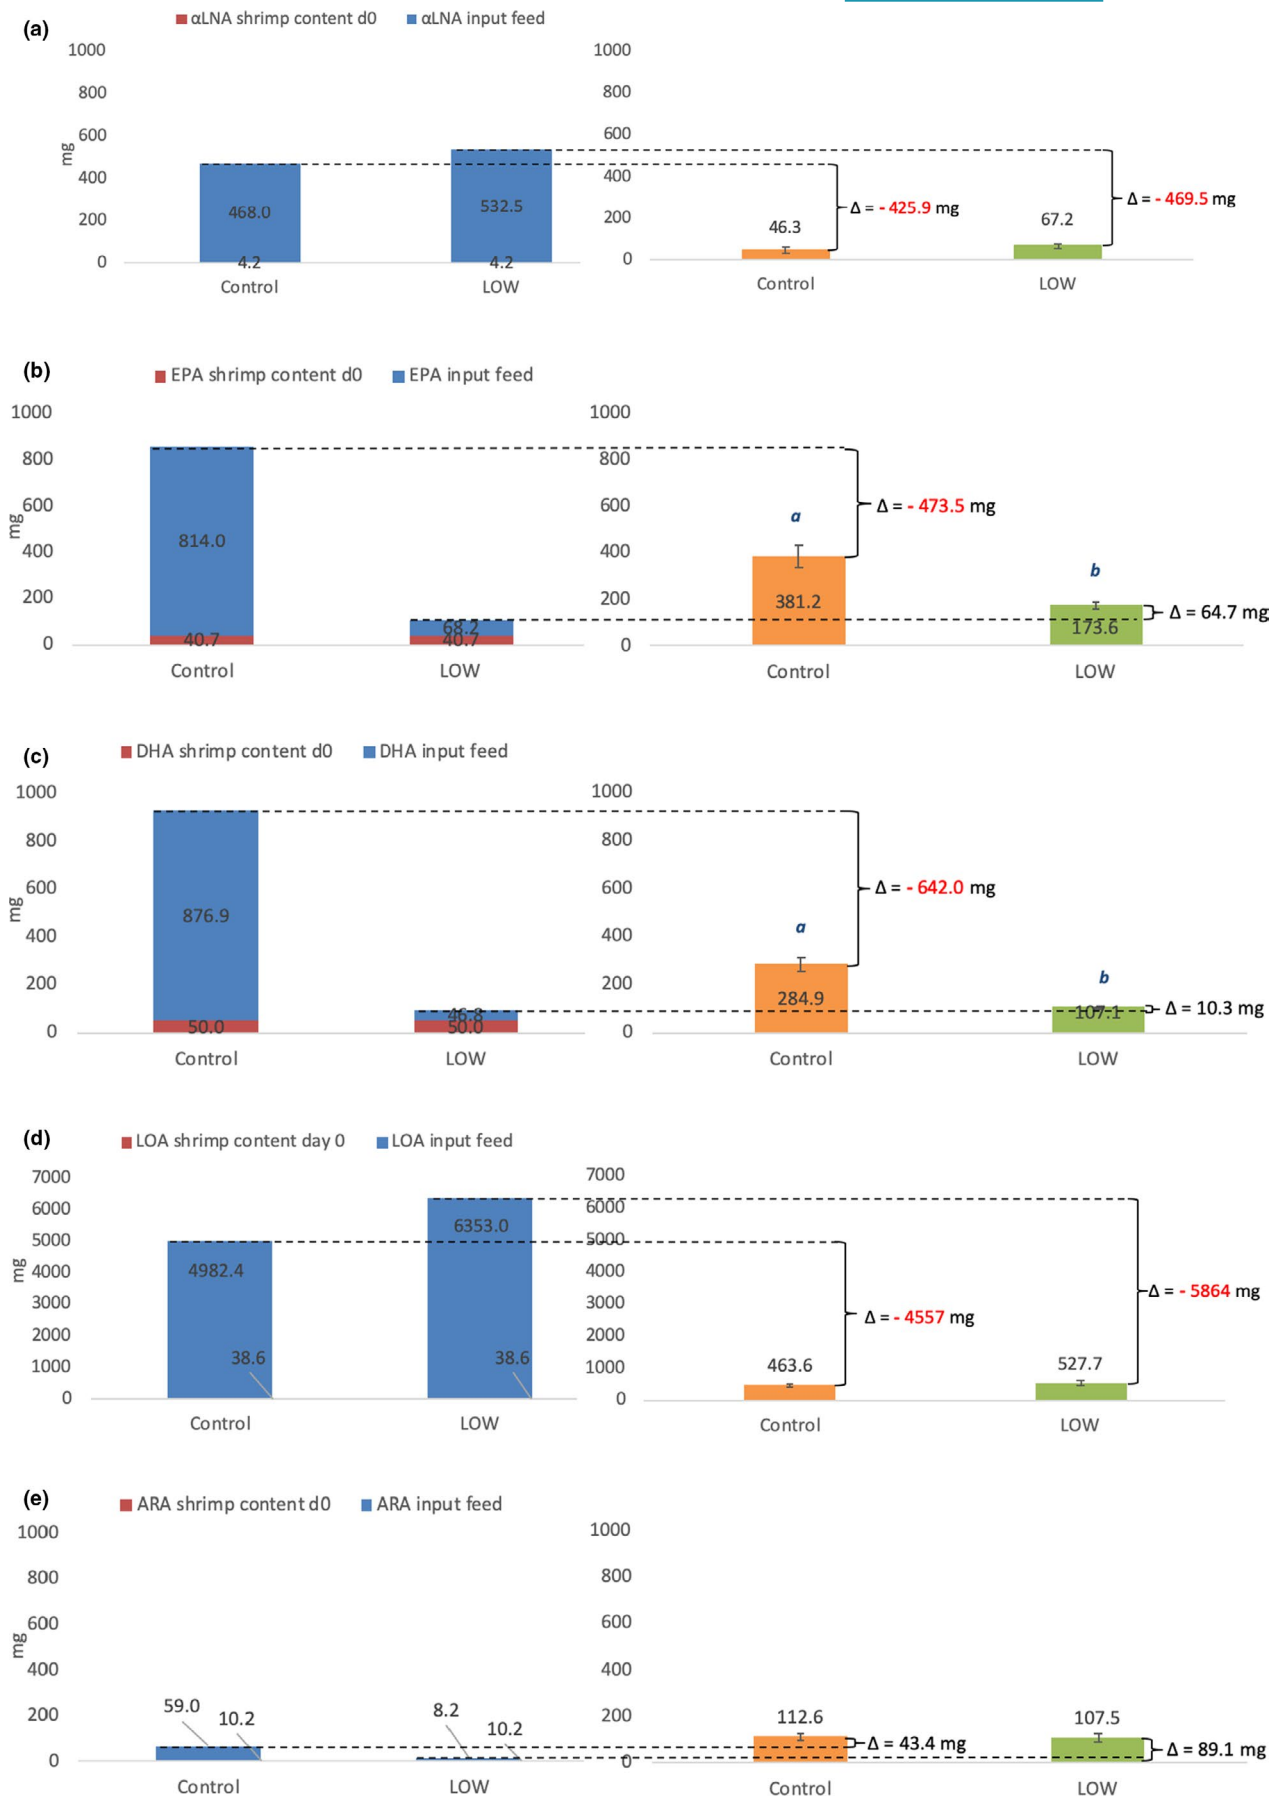 (a)
αLNA shrimp content d0 αLNA input feed
1000 1000
800 800
600 600
mg
400 400
200 200
0 0
468.0 532.5
4.2 4.2
Control LOW
46.3 67.2
Δ = - 425.9 mg
Δ = - 469.5 mg
Control LOW
(b)
EPA shrimp content d0 EPA input feed
1000 1000
800 800
600 600
mg
400 400
200 200
0 0
814.0 68.2
40.7 40.7
Control LOW
a b
381.2 173.6
Δ = - 473.5 mg
Δ = 64.7 mg
Control LOW
(c)
DHA shrimp content d0 DHA input feed
1000 1000
800 800
600 600
mg
400 400
200 200
0 0
876.9 46.8
50.0 50.0
Control LOW
a b
284.9 107.1
Δ = - 642.0 mg
Δ = 10.3 mg
Control LOW
(d)
LOA shrimp content day 0 LOA input feed
7000 7000
6000 6000
5000 5000
mg
4000 4000
3000 3000
2000 2000
1000 1000
0 0
4982.4 6353.0
38.6 38.6
Control LOW
463.6 527.7
Δ = - 4557 mg
Δ = - 5864 mg
Control LOW
(e)
ARA shrimp content d0 ARA input feed
1000 1000
800 800
600 600
mg
400 400
200 200
0 0
59.0 10.2 8.2 10.2
Control LOW
112.6 107.5
Δ = 43.4 mg
Δ = 89.1 mg
Control LOW